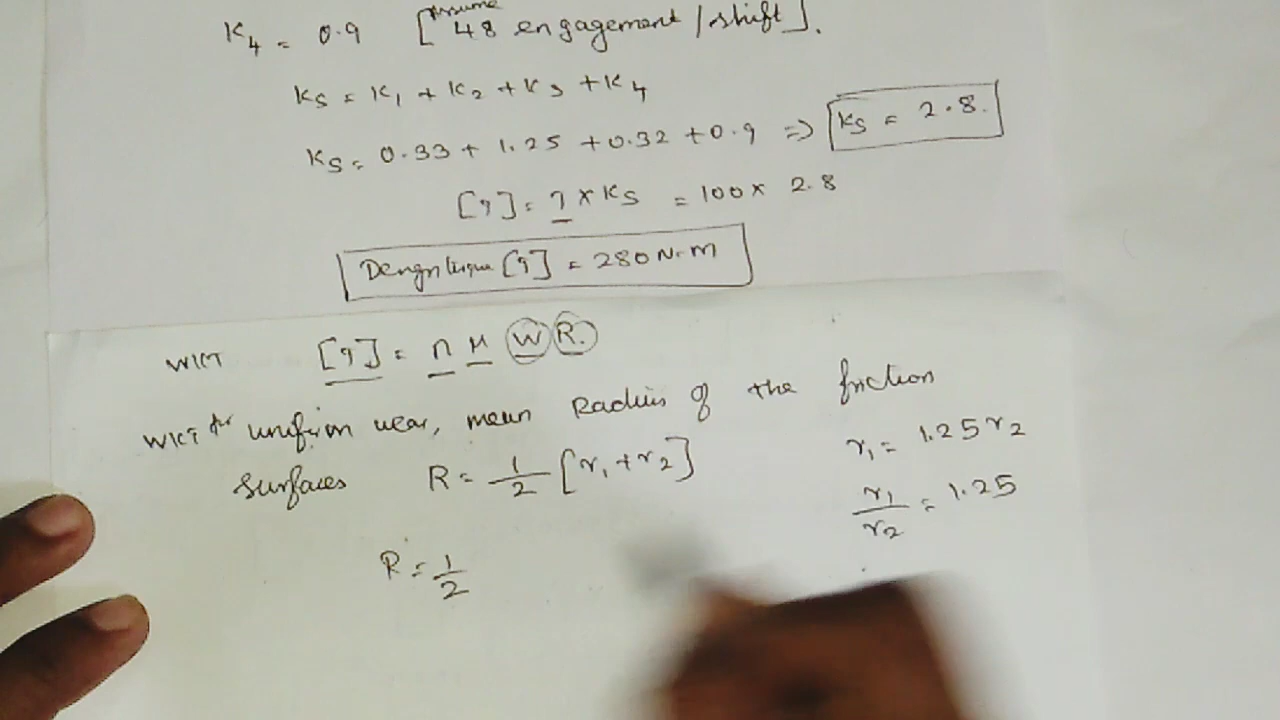 K4 = 0.9 [Assume 48 engagement / shift].
Ks = K1 + K2 + K3 + K4
Ks = 0.33 + 1.25 + 0.32 + 0.9 => Ks = 2.8.
[T] = T x Ks = 100 x 2.8
Design torque [T] = 280 N-m
WKT [T] = n μ W R.
WKT for uniform wear, mean Radius of the friction
surfaces R = 1/2 [r1 + r2]
r1 = 1.25 r2
r1/r2 = 1.25
R = 1/2